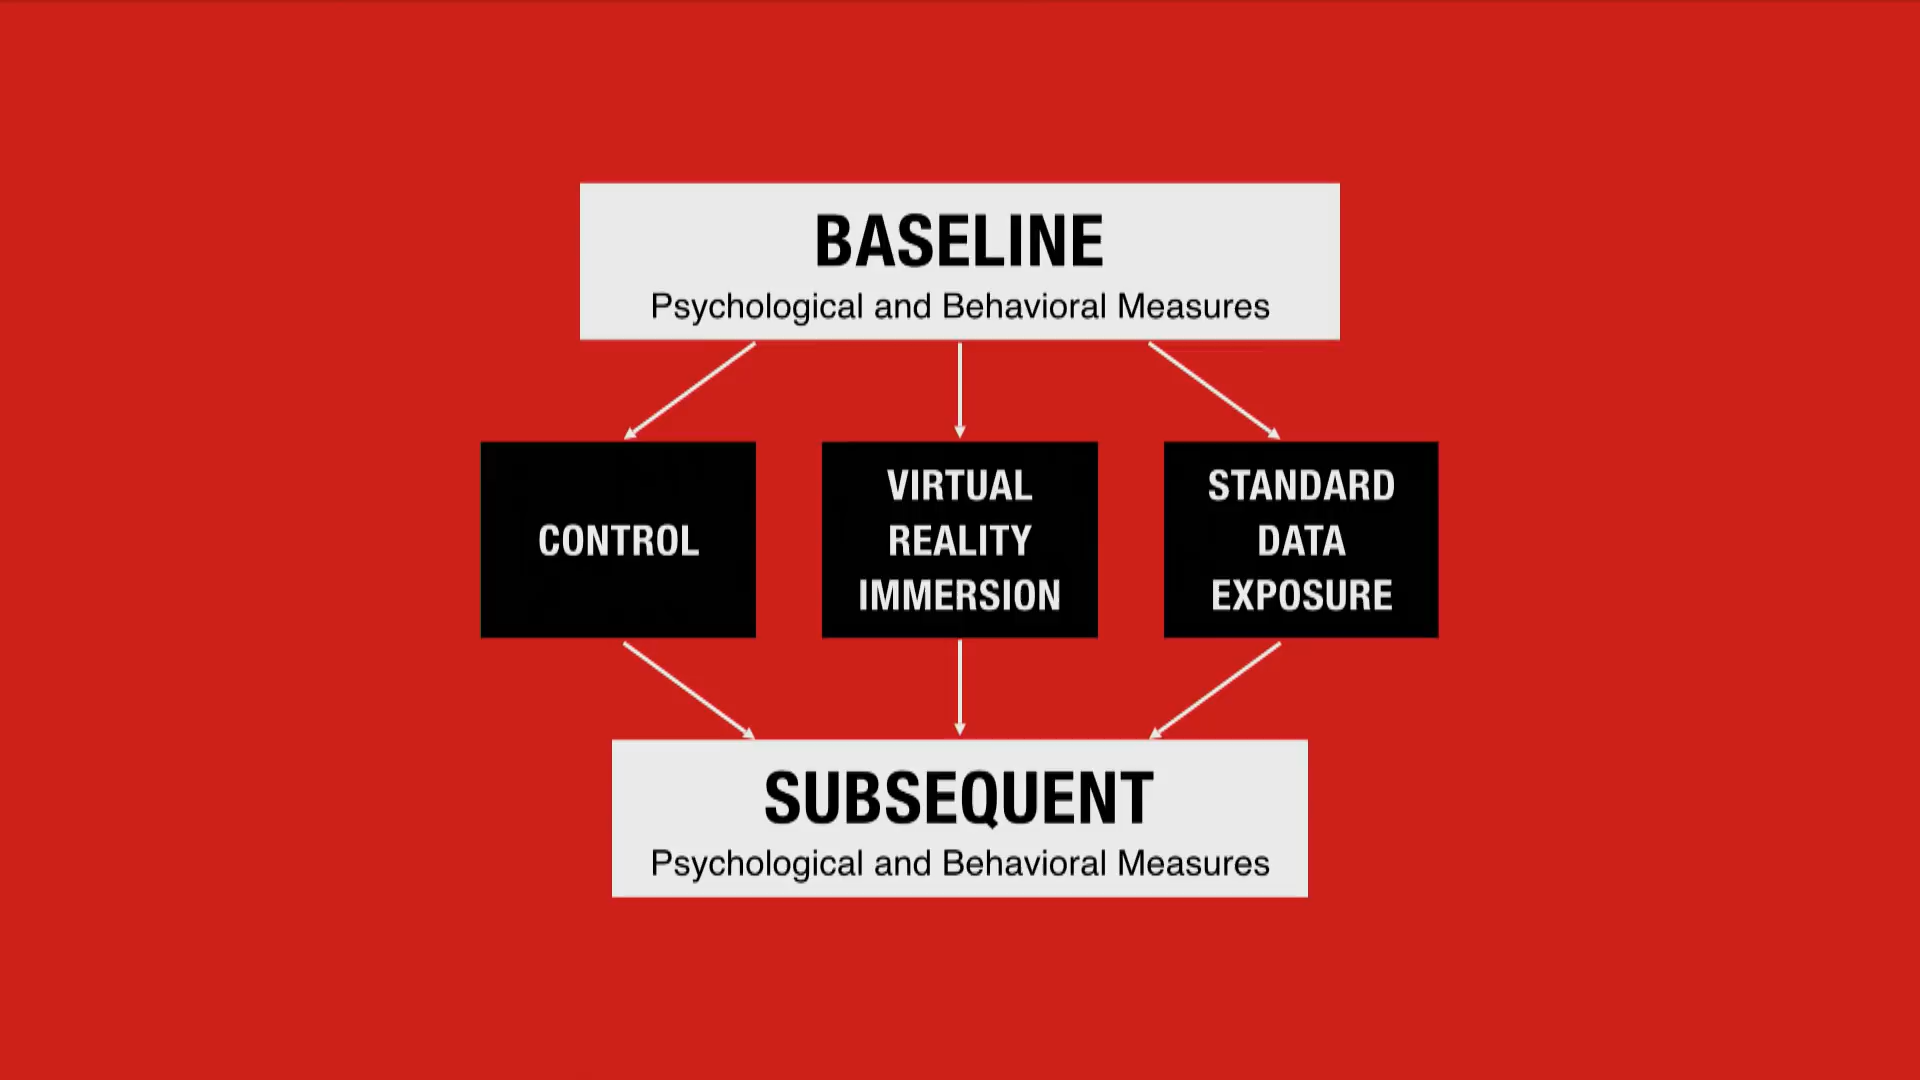 BASELINE
Psychological and Behavioral Measures
CONTROL
VIRTUAL
REALITY
IMMERSION
STANDARD
DATA
EXPOSURE
SUBSEQUENT
Psychological and Behavioral Measures